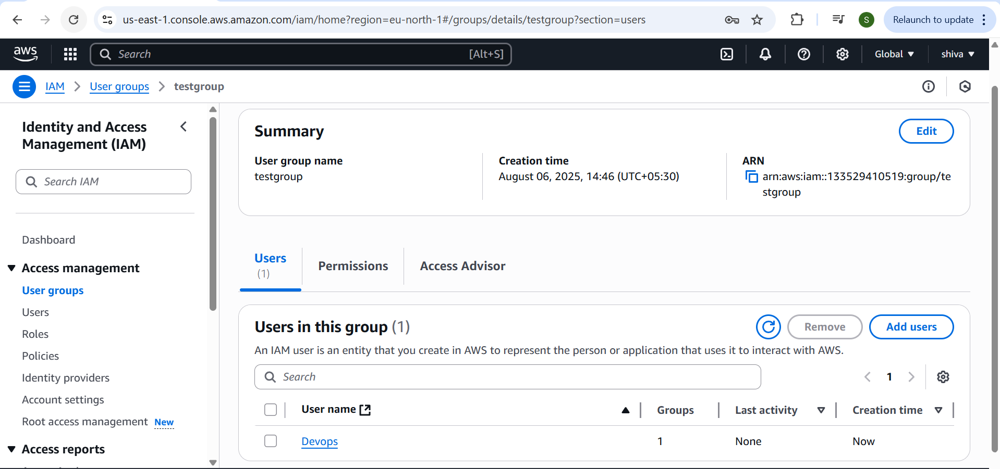 us-east-1.console.aws.amazon.com/iam/home?region=eu-north-1#/groups/details/testgroup?section=users
S
Relaunch to update
aws
Search
[Alt+S]
Global
shiva
IAM
User groups
testgroup
Identity and Access
Management (IAM)
Search IAM
Dashboard
Access management
User groups
Users
Roles
Policies
Identity providers
Account settings
Root access management New
Access reports
Summary
Edit
User group name
testgroup
Creation time
August 06, 2025, 14:46 (UTC+05:30)
ARN
arn:aws:iam::133529410519:group/te
stgroup
Users
(1)
Permissions
Access Advisor
Users in this group (1)
Remove
Add users
An IAM user is an entity that you create in AWS to represent the person or application that uses it to interact with AWS.
Search
1
User name
Groups
Last activity
Creation time
Devops
1
None
Now